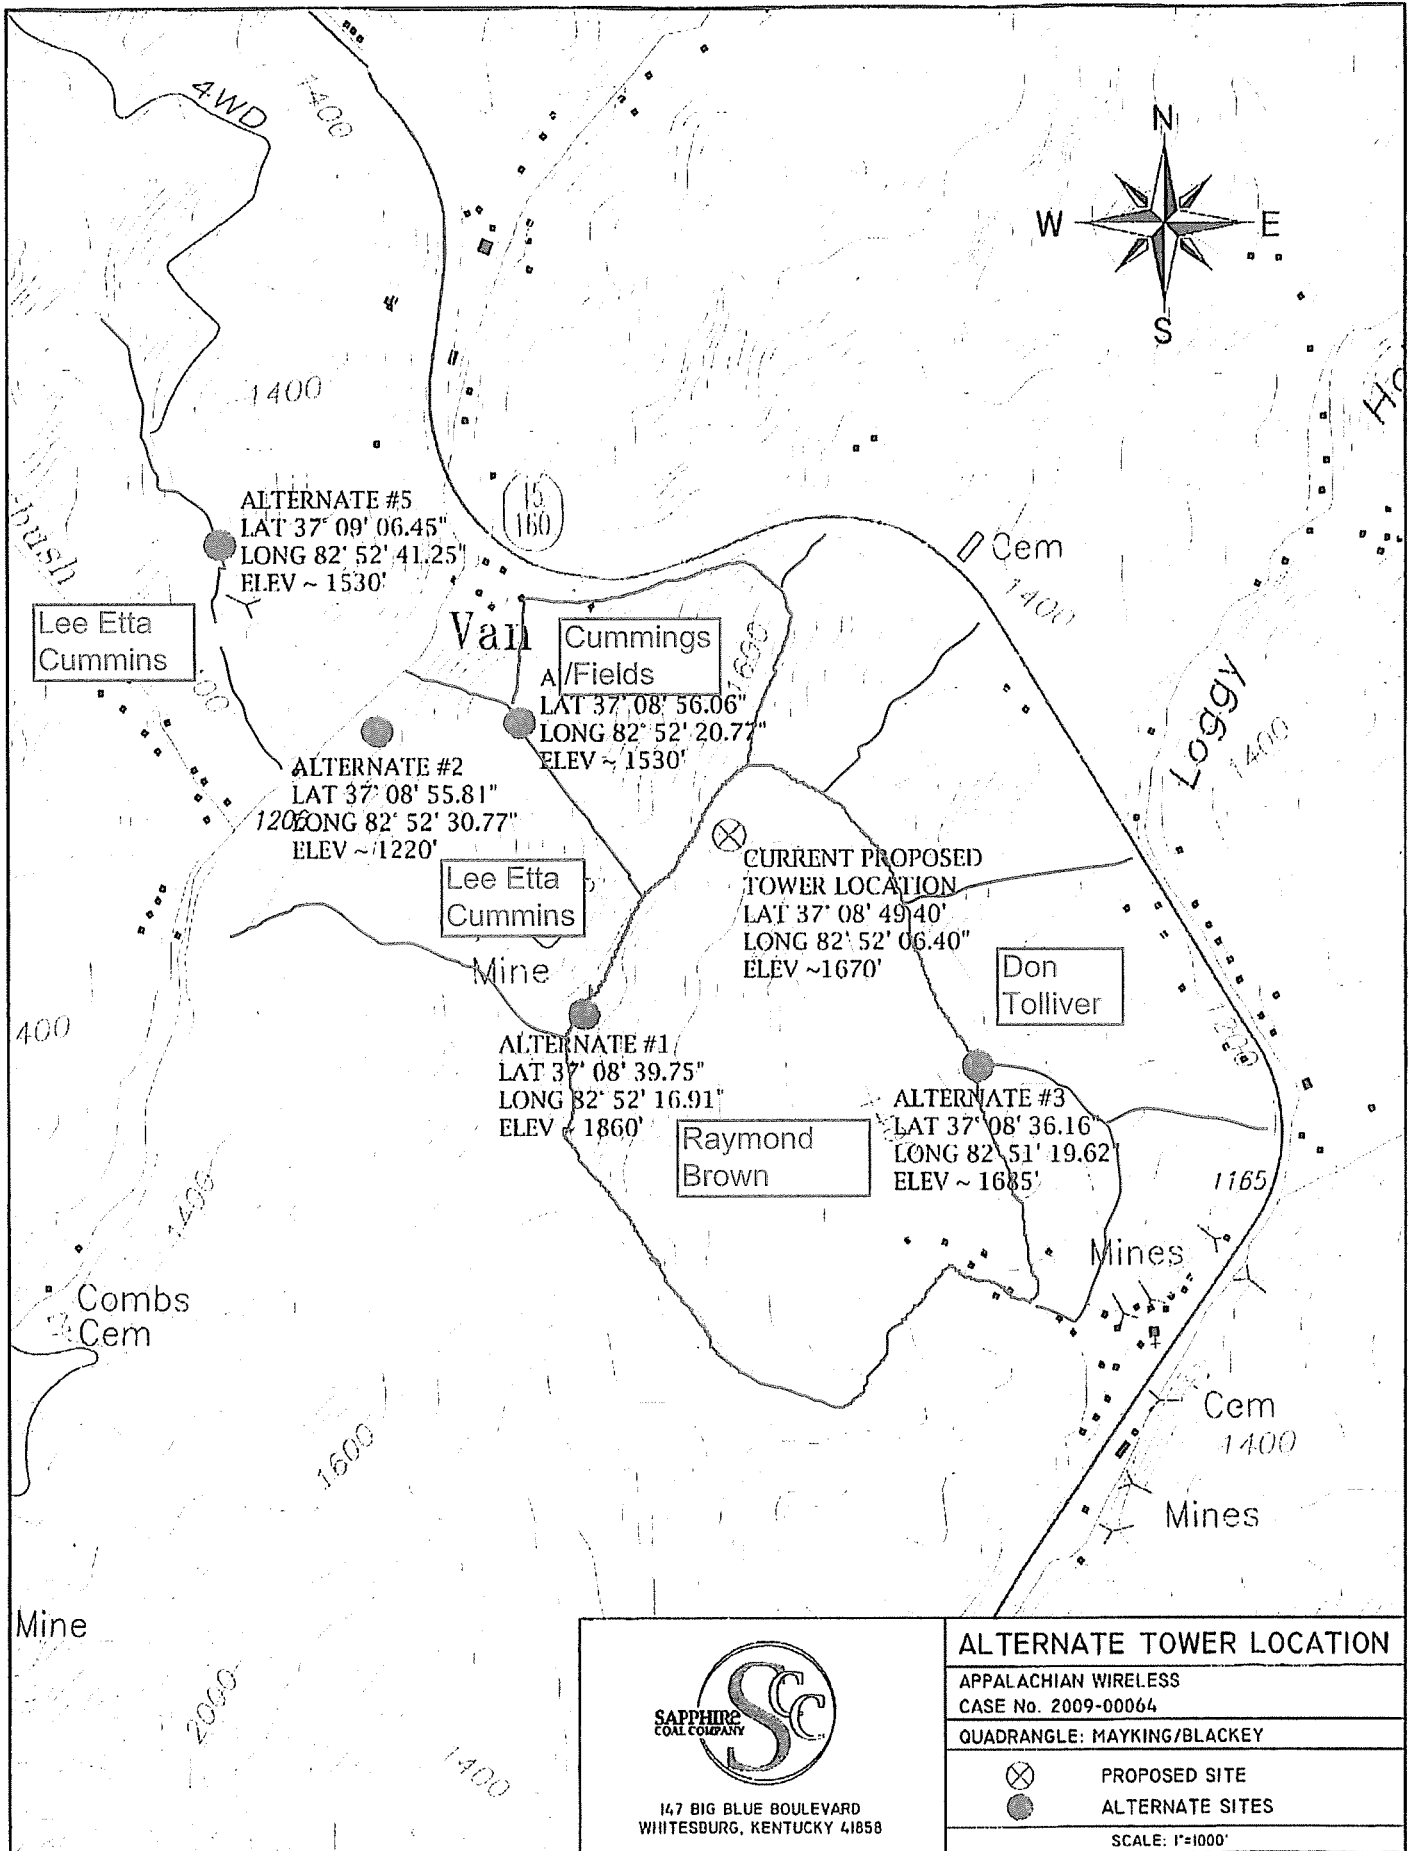 4WD
1400
N
W
E
S
1400
ALTERNATE #5
LAT 37° 09' 06.45"
LONG 82° 52' 41.25"
ELEV ~ 1530'
15
160
Cem
1400
Lee Etta
Cummins
Van
Cummings
/Fields
1600
A
LAT 37° 08' 56.06"
LONG 82° 52' 20.77"
ELEV ~ 1530'
Loggy
1400
ALTERNATE #2
LAT 37° 08' 55.81"
LONG 82° 52' 30.77"
ELEV ~ 1220'
CURRENT PROPOSED
TOWER LOCATION
LAT 37° 08' 49.40"
LONG 82° 52' 06.40"
ELEV ~1670'
Lee Etta
Cummins
Mine
Don
Tolliver
400
1200
ALTERNATE #1
LAT 37° 08' 39.75"
LONG 82° 52' 16.91"
ELEV ~ 1860'
ALTERNATE #3
LAT 37° 08' 36.16"
LONG 82° 51' 19.62"
ELEV ~ 1685'
Raymond
Brown
1400
1165
Mines
Combs
Cem
Cem
1400
1600
Mines
Mine
2000
1400
SAPPHIRE
COAL COMPANY
SCC
147 BIG BLUE BOULEVARD
WHITESBURG, KENTUCKY 41858
ALTERNATE TOWER LOCATION
APPALACHIAN WIRELESS
CASE No. 2009-00064
QUADRANGLE: MAYKING/BLACKEY
PROPOSED SITE
ALTERNATE SITES
SCALE: 1"=1000'